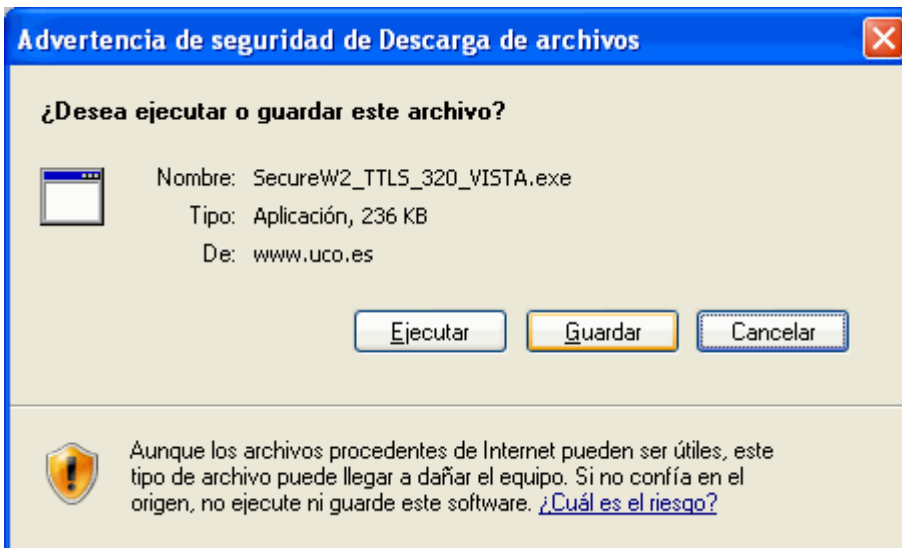 Advertencia de seguridad de Descarga de archivos
¿Desea ejecutar o guardar este archivo?
Nombre: SecureW2_TTLS_320_VISTA.exe
Tipo: Aplicación, 236 KB
De: www.uco.es
Ejecutar Guardar Cancelar
Aunque los archivos procedentes de Internet pueden ser útiles, este
tipo de archivo puede llegar a dañar el equipo. Si no confía en el
origen, no ejecute ni guarde este software. ¿Cuál es el riesgo?